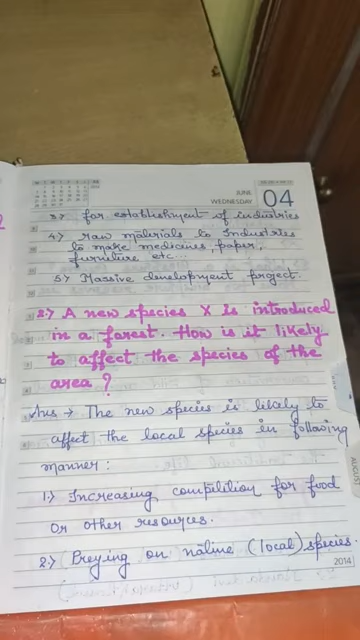 JUNE
WEDNESDAY 04
3.) for establishment of industries
4.) raw materials to Industries
to make medicines, paper,
furniture etc...
5.) Massive development project.
8.) A new species X is introduced
in a forest. How is it likely
to affect the species of the
area?
Ans → The new species is likely to
affect the local species in following
manner:
1.) Increasing compitition for food
or other resources.
2.) Preying on native (local) species.
AUGUST
2014